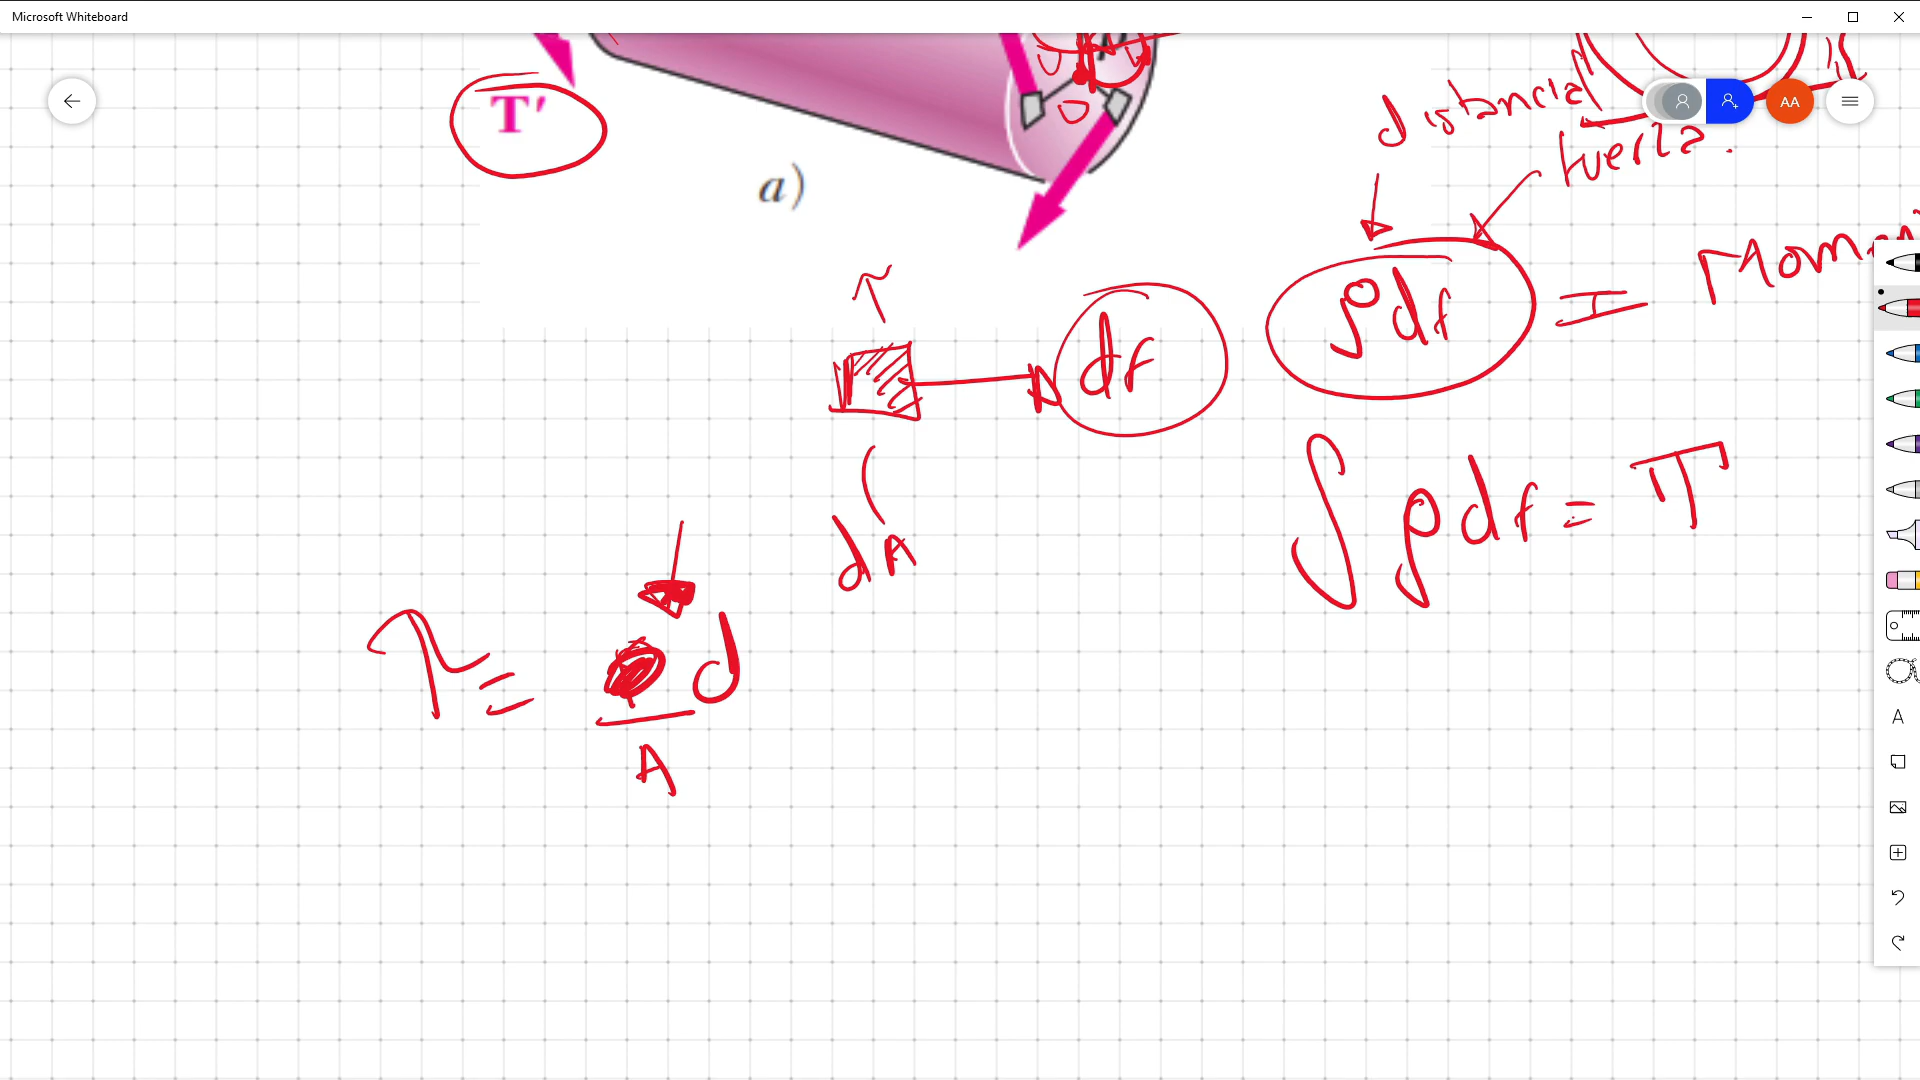 Microsoft Whiteboard
T'
a)
distancia
fuerza.
AA
τ
df
ρdf = Mom
dA
∫ρdf = T
τ = d
A
A